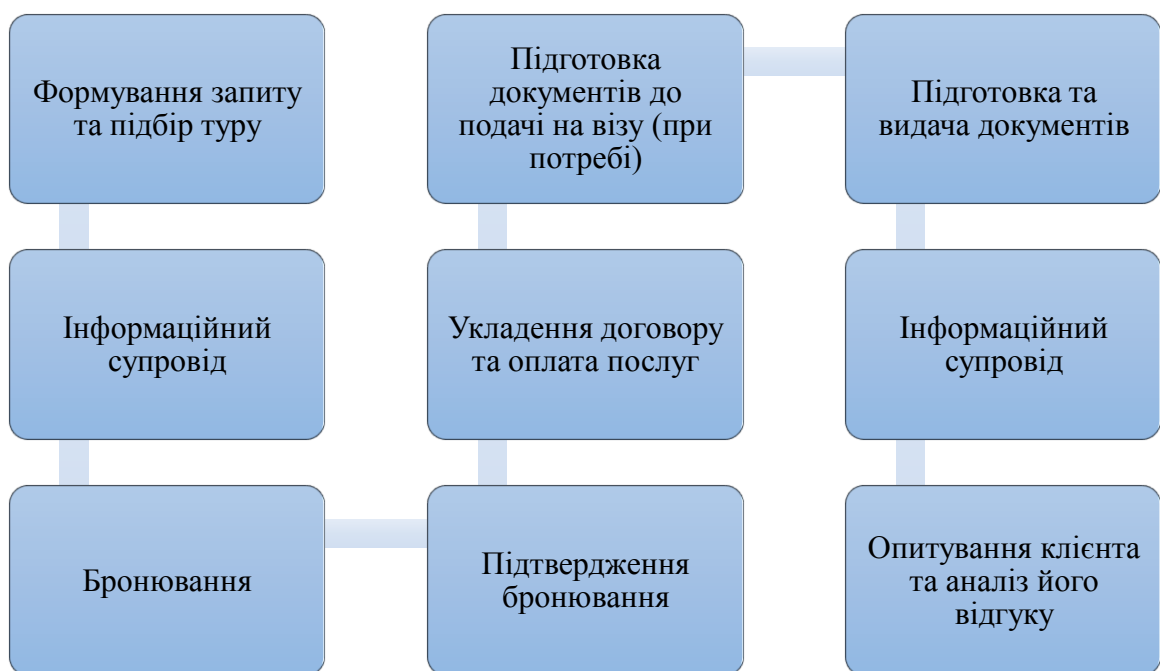 Формування запиту
та підбір туру
Інформаційний
супровід
Бронювання
Підтвердження
бронювання
Укладення договору
та оплата послуг
Підготовка
документів до
подачі на візу (при
потребі)
Підготовка та
видача документів
Інформаційний
супровід
Опитування клієнта
та аналіз його
відгуку